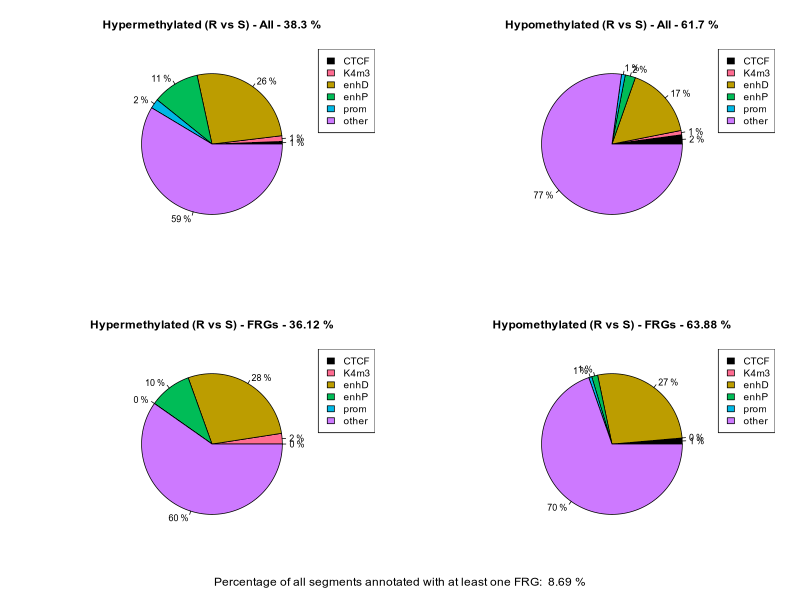 Hypermethylated (R vs S) - All - 38.3 %
CTCF
K4m3
enhD
enhP
prom
other
1 %
1 %
26 %
11 %
2 %
59 %
Hypomethylated (R vs S) - All - 61.7 %
CTCF
K4m3
enhD
enhP
prom
other
2 %
1 %
17 %
1 %
77 %
Hypermethylated (R vs S) - FRGs - 36.12 %
CTCF
K4m3
enhD
enhP
prom
other
0 %
2 %
28 %
10 %
0 %
60 %
Hypomethylated (R vs S) - FRGs - 63.88 %
CTCF
K4m3
enhD
enhP
prom
other
1 %
0 %
27 %
1 %
70 %
Percentage of all segments annotated with at least one FRG: 8.69 %